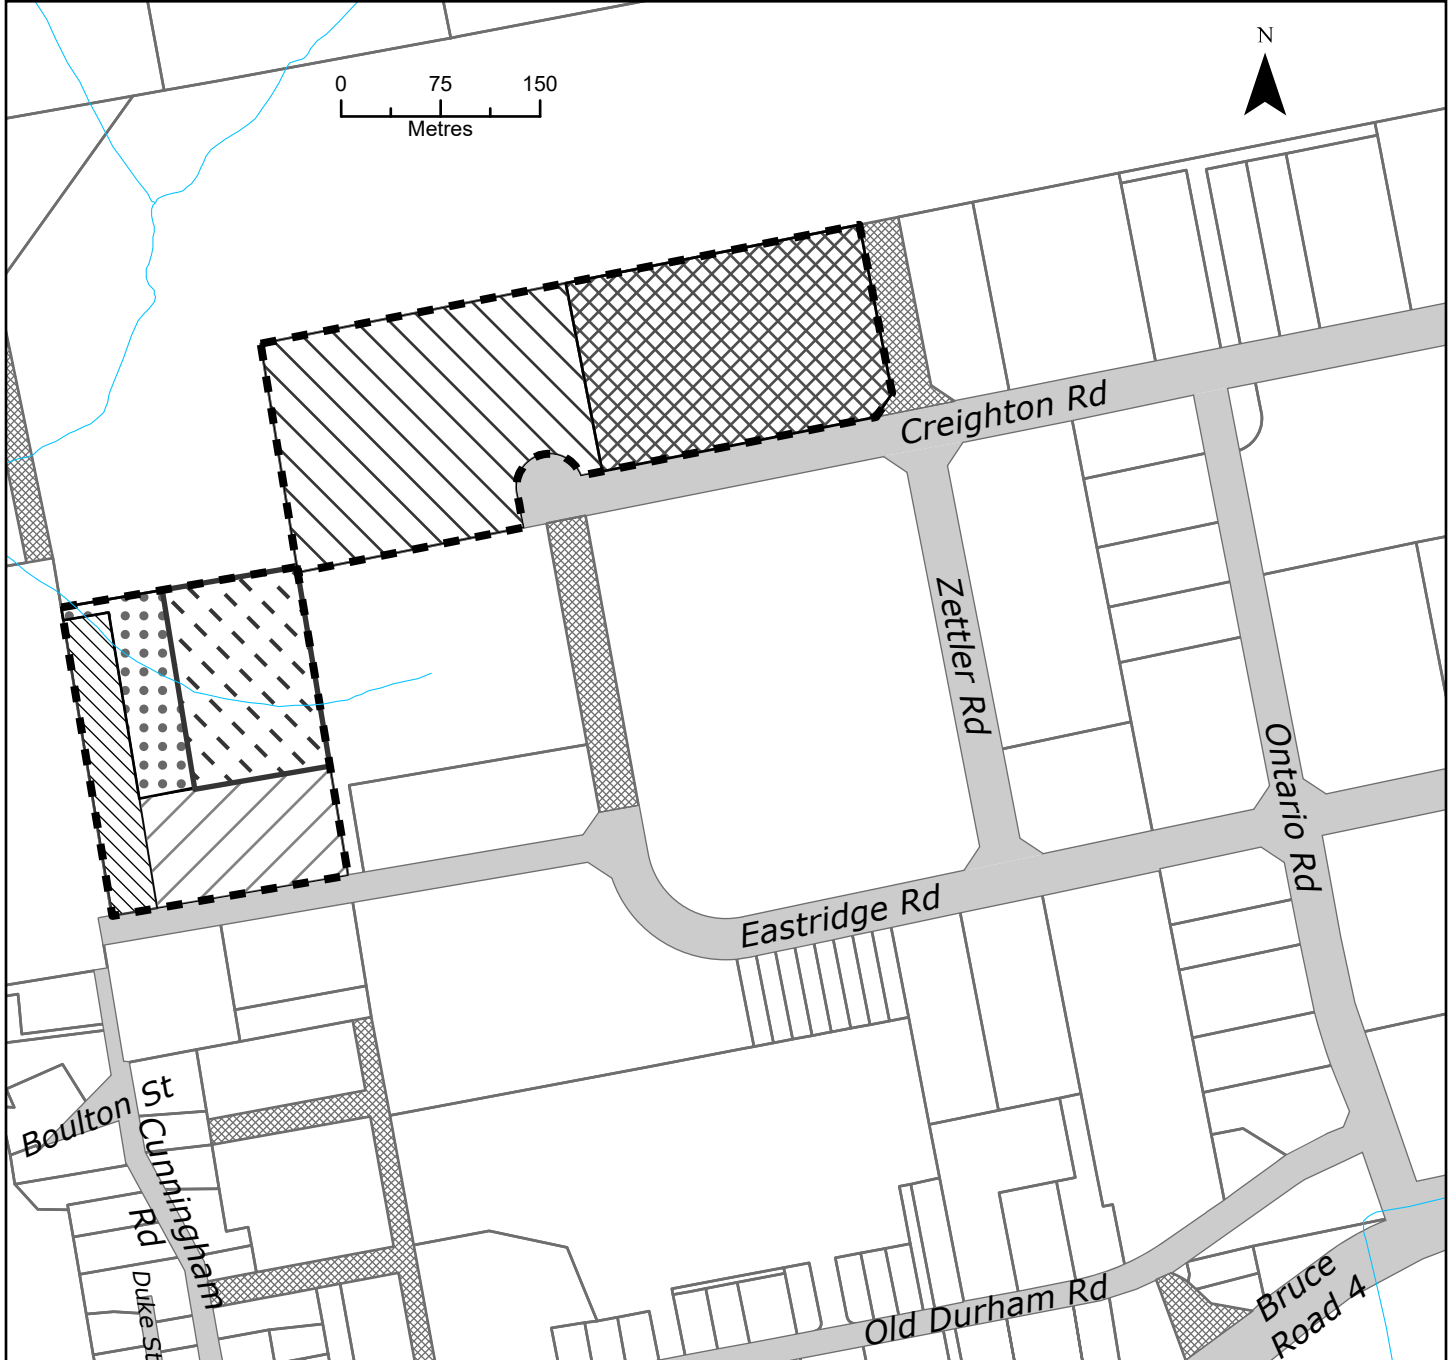 N
0 75 150
Metres
Creighton Rd
Zettler Rd
Ontario Rd
Eastridge Rd
Boulton St
Cunningham
Rd
Duke St
Old Durham Rd
Bruce
Road 4